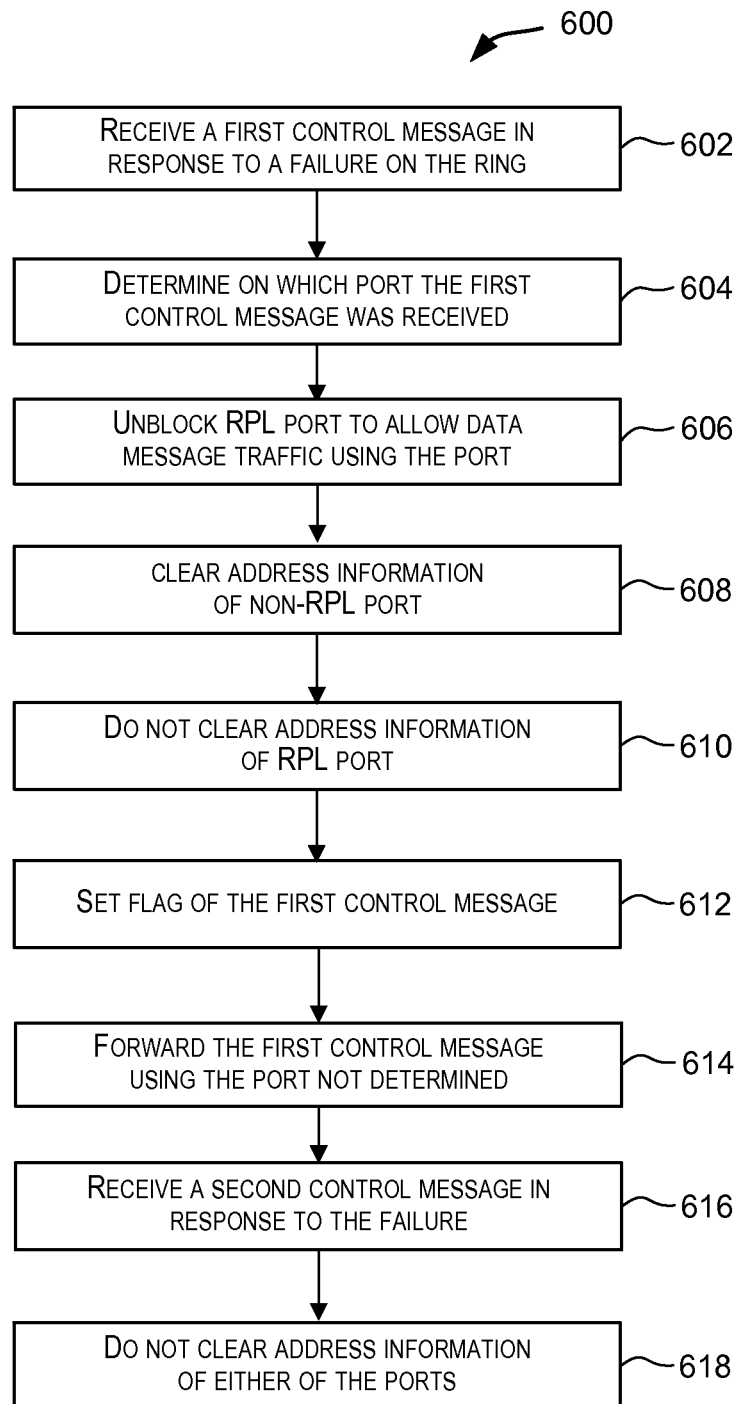 600
RECEIVE A FIRST CONTROL MESSAGE IN
RESPONSE TO A FAILURE ON THE RING
602
DETERMINE ON WHICH PORT THE FIRST
CONTROL MESSAGE WAS RECEIVED
604
UNBLOCK RPL PORT TO ALLOW DATA
MESSAGE TRAFFIC USING THE PORT
606
CLEAR ADDRESS INFORMATION
OF NON-RPL PORT
608
DO NOT CLEAR ADDRESS INFORMATION
OF RPL PORT
610
SET FLAG OF THE FIRST CONTROL MESSAGE
612
FORWARD THE FIRST CONTROL MESSAGE
USING THE PORT NOT DETERMINED
614
RECEIVE A SECOND CONTROL MESSAGE IN
RESPONSE TO THE FAILURE
616
DO NOT CLEAR ADDRESS INFORMATION
OF EITHER OF THE PORTS
618